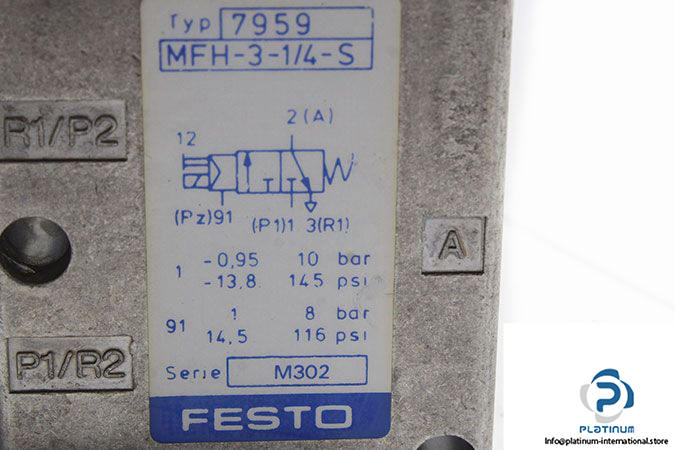 Typ 7959
MFH-3-1/4-S
R1/P2
2(A)
12
(Pz)91 (P1)1 3(R1)
A
1 -0,95 10 bar
-13,8 145 psi
91 1 8 bar
14,5 116 psi
P1/R2
Serie M302
FESTO
PLATINUM
info@platinum-international.store